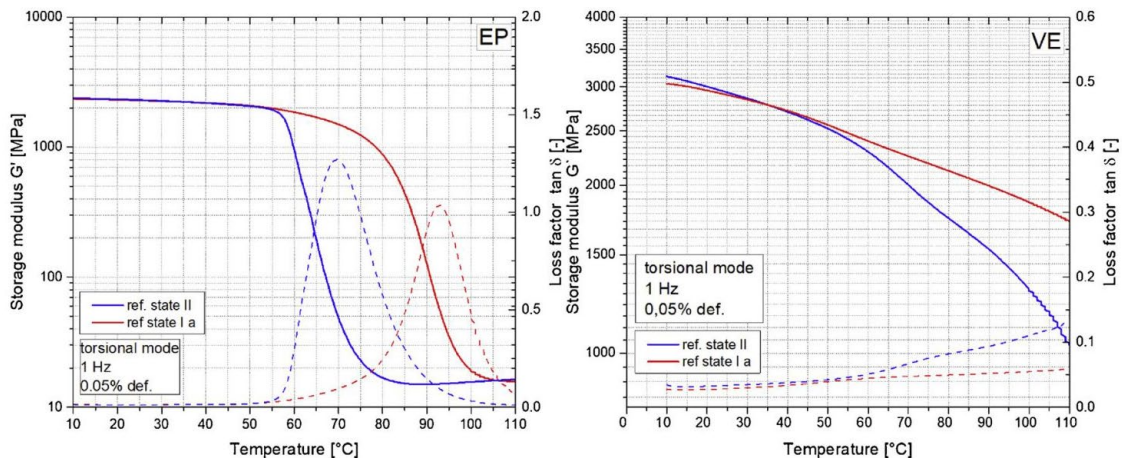 EP
Storage modulus G' [MPa]
10000
1000
100
10
2.0
1.5
1.0
0.5
0.0
Loss factor tan δ [-]
ref. state II
ref state I a
torsional mode
1 Hz
0.05% def.
10 20 30 40 50 60 70 80 90 100 110
Temperature [°C]
VE
Storage modulus G` [MPa]
4000
3500
3000
2500
2000
1500
1000
0.6
0.5
0.4
0.3
0.2
0.1
0.0
Loss factor tan δ [-]
torsional mode
1 Hz
0,05% def.
ref. state II
ref state I a
0 10 20 30 40 50 60 70 80 90 100 110
Temperature [°C]